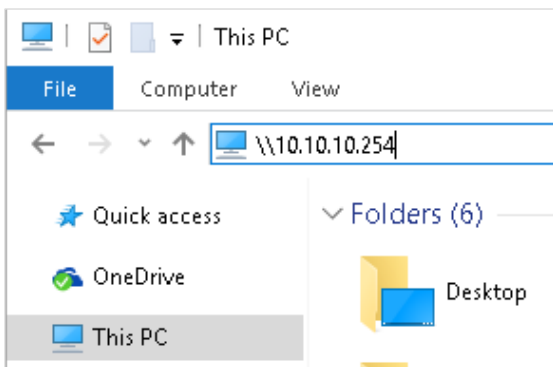 This PC
File Computer View
\\10.10.10.254
Quick access
Folders (6)
OneDrive
Desktop
This PC